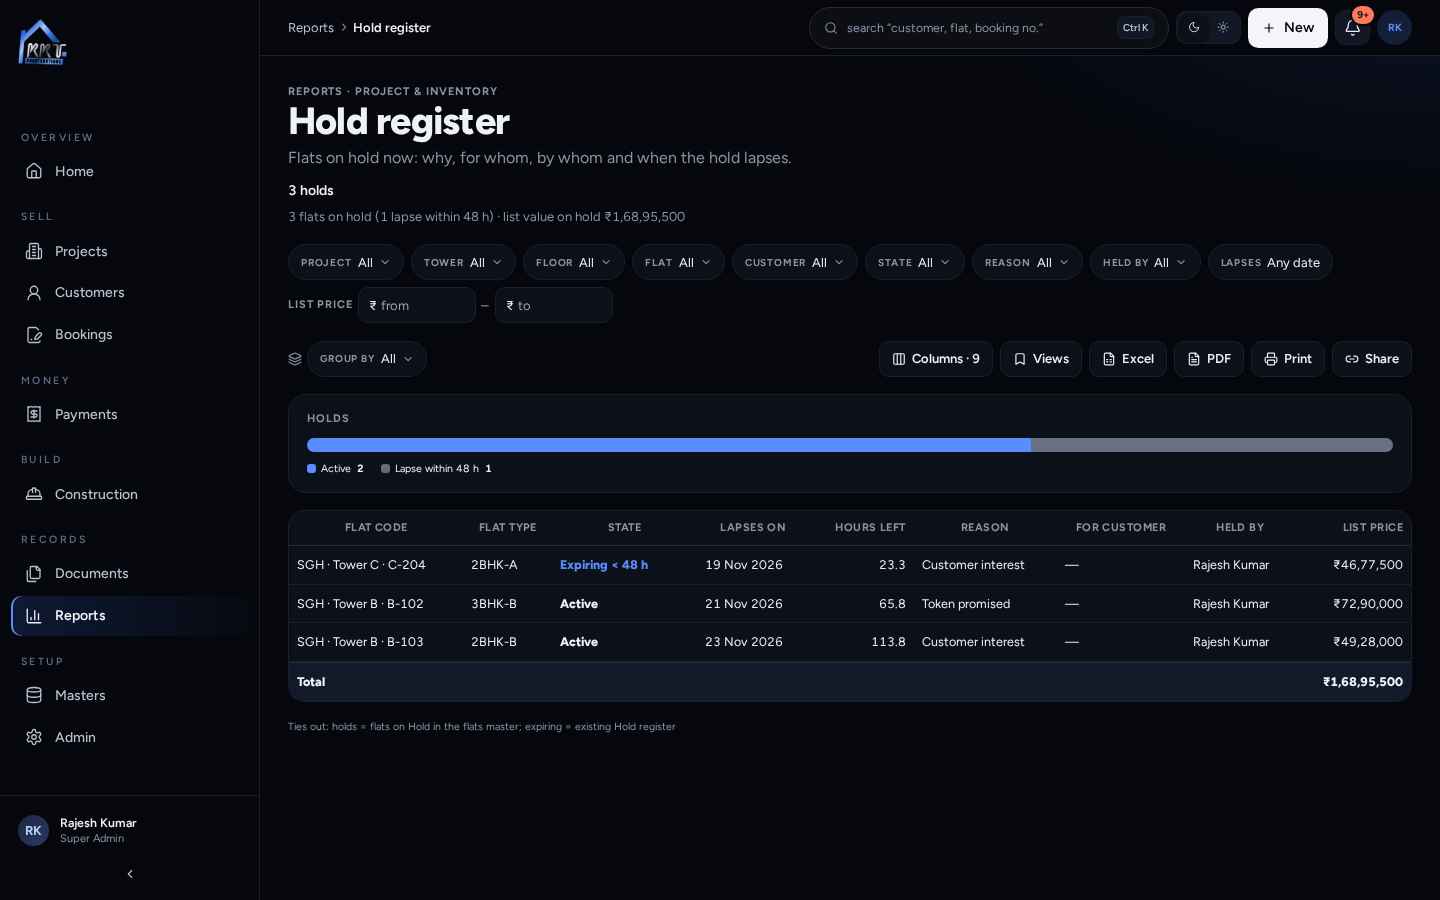 Reports > Hold register
search “customer, flat, booking no.” Ctrl K
New
9+
RK
OVERVIEW
Home
SELL
Projects
Customers
Bookings
MONEY
Payments
BUILD
Construction
RECORDS
Documents
Reports
SETUP
Masters
Admin
RK
Rajesh Kumar
Super Admin
REPORTS · PROJECT & INVENTORY
Hold register
Flats on hold now: why, for whom, by whom and when the hold lapses.
3 holds
3 flats on hold (1 lapse within 48 h) · list value on hold ₹1,68,95,500
PROJECT All TOWER All FLOOR All FLAT All CUSTOMER All STATE All REASON All HELD BY All LAPSES Any date
LIST PRICE ₹ from – ₹ to
GROUP BY All Columns · 9 Views Excel PDF Print Share
HOLDS
Active 2 Lapse within 48 h 1
FLAT CODE FLAT TYPE STATE LAPSES ON HOURS LEFT REASON FOR CUSTOMER HELD BY LIST PRICE
SGH · Tower C · C-204 2BHK-A Expiring < 48 h 19 Nov 2026 23.3 Customer interest — Rajesh Kumar ₹46,77,500
SGH · Tower B · B-102 3BHK-B Active 21 Nov 2026 65.8 Token promised — Rajesh Kumar ₹72,90,000
SGH · Tower B · B-103 2BHK-B Active 23 Nov 2026 113.8 Customer interest — Rajesh Kumar ₹49,28,000
Total ₹1,68,95,500
Ties out: holds = flats on Hold in the flats master; expiring = existing Hold register